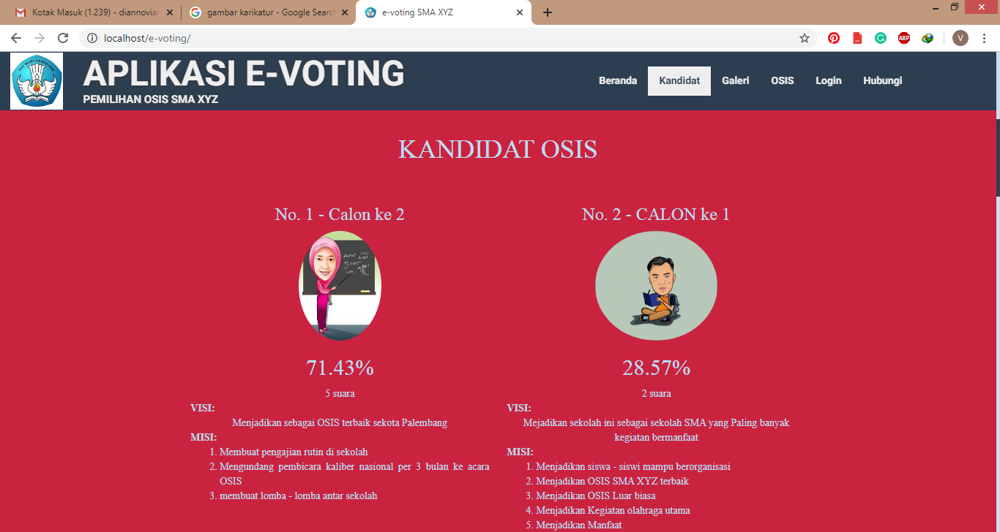 Kotak Masuk (1.239) - diannovian
gambar karikatur - Google Searc
e-voting SMA XYZ
localhost/e-voting/
ABP
V
APLIKASI E-VOTING
PEMILIHAN OSIS SMA XYZ
Beranda Kandidat Galeri OSIS Login Hubungi
KANDIDAT OSIS
No. 1 - Calon ke 2
71.43%
5 suara
VISI:
Menjadikan sebagai OSIS terbaik sekota Palembang
MISI:
1. Membuat pengajian rutin di sekolah
2. Mengundang pembicara kaliber nasional per 3 bulan ke acara
OSIS
3. membuat lomba - lomba antar sekolah
No. 2 - CALON ke 1
28.57%
2 suara
VISI:
Mejadikan sekolah ini sebagai sekolah SMA yang Paling banyak
kegiatan bermanfaat
MISI:
1. Menjadikan siswa - siswi mampu berorganisasi
2. Menjadikan OSIS SMA XYZ terbaik
3. Menjadikan OSIS Luar biasa
4. Menjadikan Kegiatan olahraga utama
5. Menjadikan Manfaat